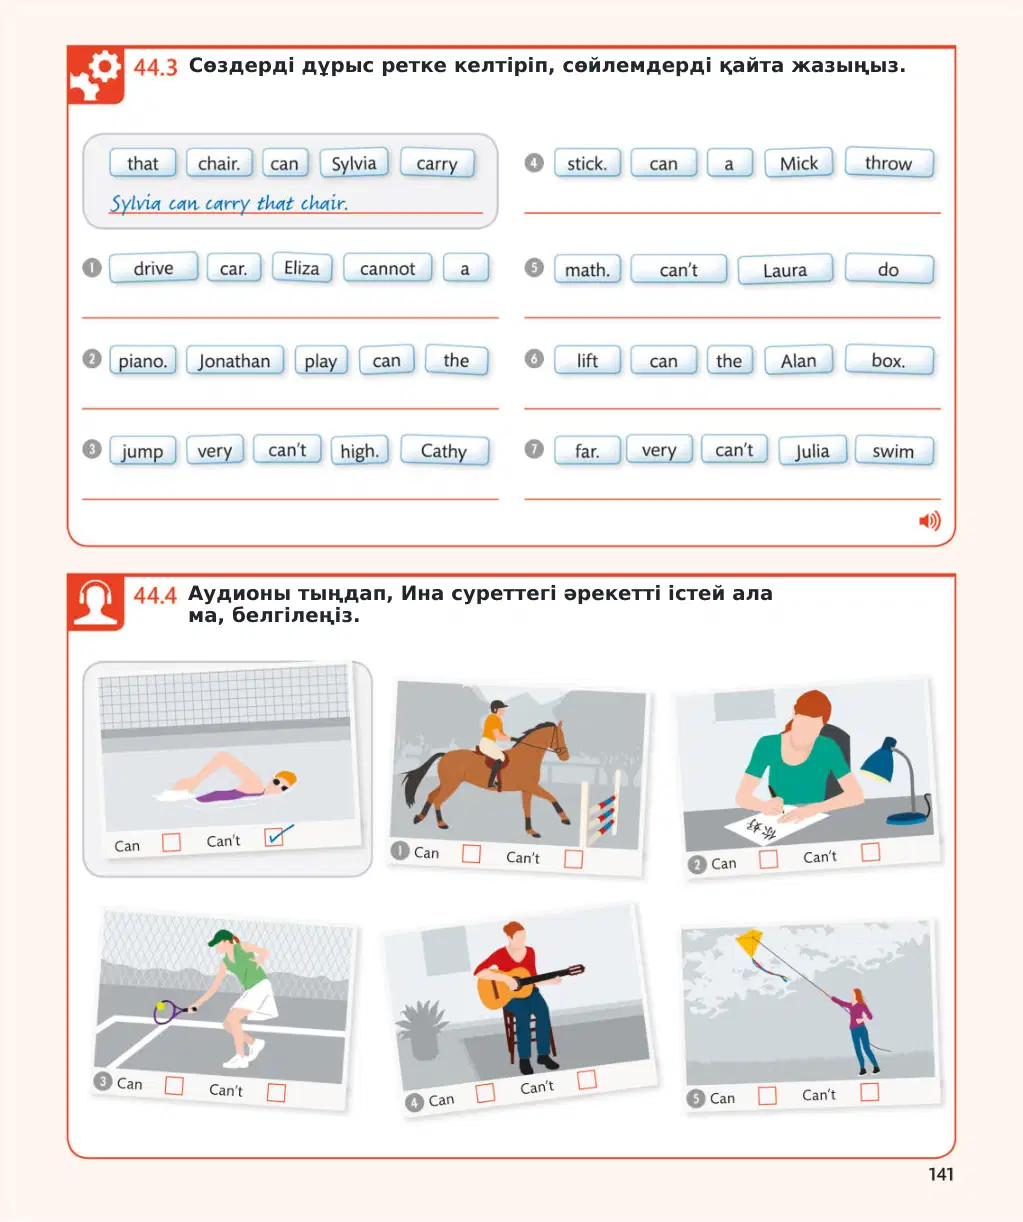 44.3 Сөздерді дұрыс ретке келтіріп, сөйлемдерді қайта жазыңыз.
that chair. can Sylvia carry
Sylvia can carry that chair.
1 drive car. Eliza cannot a
2 piano. Jonathan play can the
3 jump very can't high. Cathy
4 stick. can a Mick throw
5 math. can't Laura do
6 lift can the Alan box.
7 far. very can't Julia swim
44.4 Аудионы тыңдап, Ина суреттегі әрекетті істей ала
ма, белгілеңіз.
Can Can't
1 Can Can't
你好
2 Can Can't
3 Can Can't
4 Can Can't
5 Can Can't
141